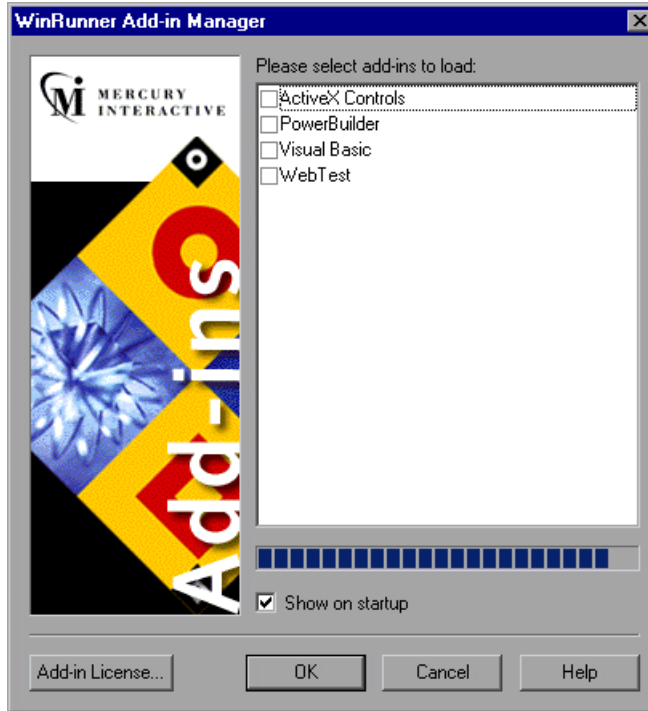 WinRunner Add-in Manager
MERCURY
INTERACTIVE
Add-ins
Please select add-ins to load:
ActiveX Controls
PowerBuilder
Visual Basic
WebTest
Show on startup
Add-in License...
OK
Cancel
Help